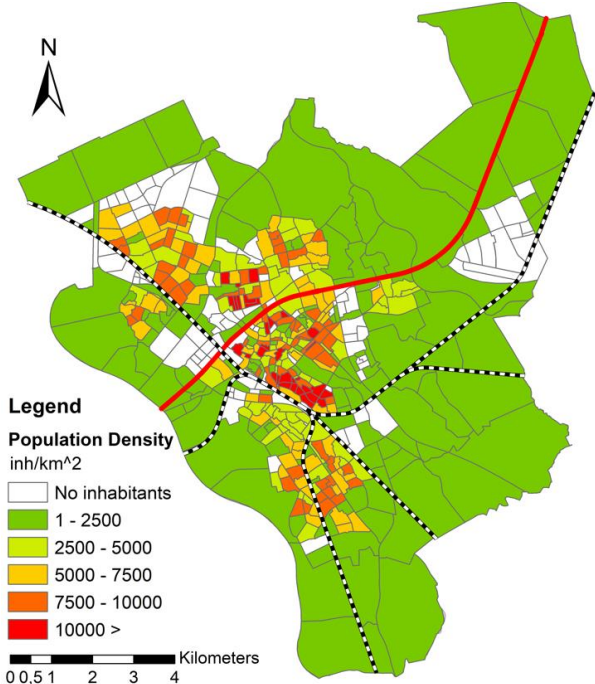 N
Legend
Population Density
inh/km^2
No inhabitants
1 - 2500
2500 - 5000
5000 - 7500
7500 - 10000
10000 >
Kilometers
0 0,5 1 2 3 4